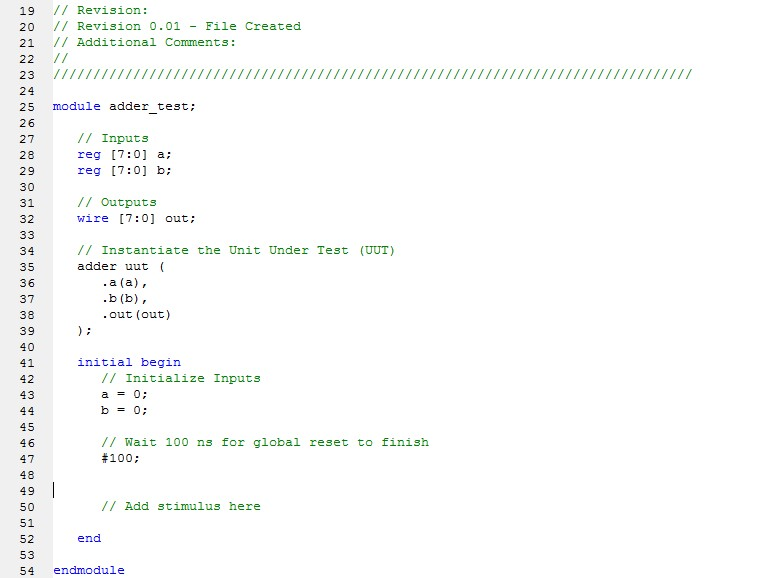 19 // Revision:
20 // Revision 0.01 - File Created
21 // Additional Comments:
22 //
23 ////////////////////////////////////////////////////////////////////////////////
24
25 module adder_test;
26
27 // Inputs
28 reg [7:0] a;
29 reg [7:0] b;
30
31 // Outputs
32 wire [7:0] out;
33
34 // Instantiate the Unit Under Test (UUT)
35 adder uut (
36 .a(a),
37 .b(b),
38 .out(out)
39 );
40
41 initial begin
42 // Initialize Inputs
43 a = 0;
44 b = 0;
45
46 // Wait 100 ns for global reset to finish
47 #100;
48
49
50 // Add stimulus here
51
52 end
53
54 endmodule